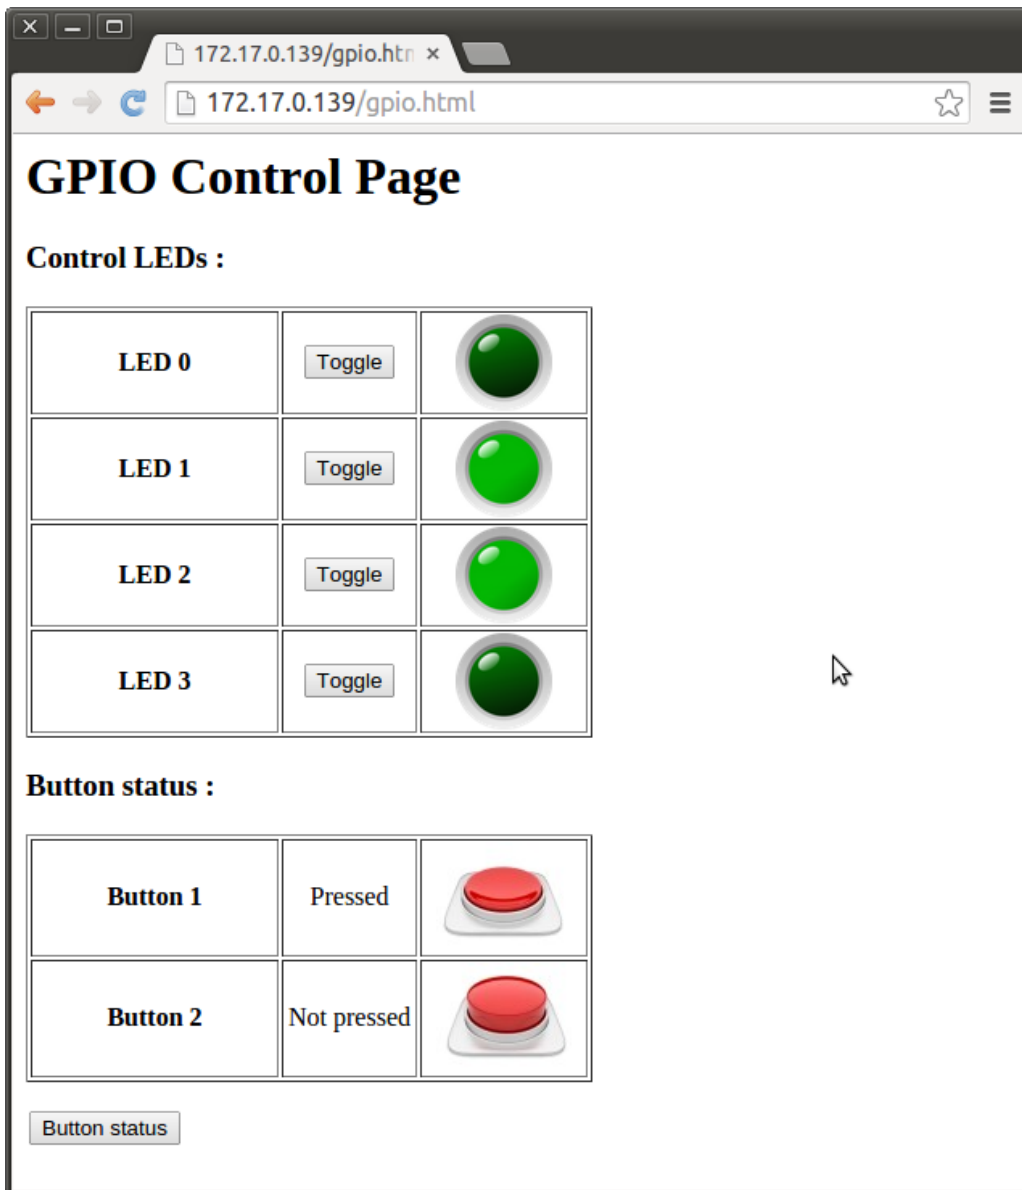 172.17.0.139/gpio.htm
172.17.0.139/gpio.html
GPIO Control Page
Control LEDs :
LED 0 Toggle
LED 1 Toggle
LED 2 Toggle
LED 3 Toggle
Button status :
Button 1 Pressed
Button 2 Not pressed
Button status